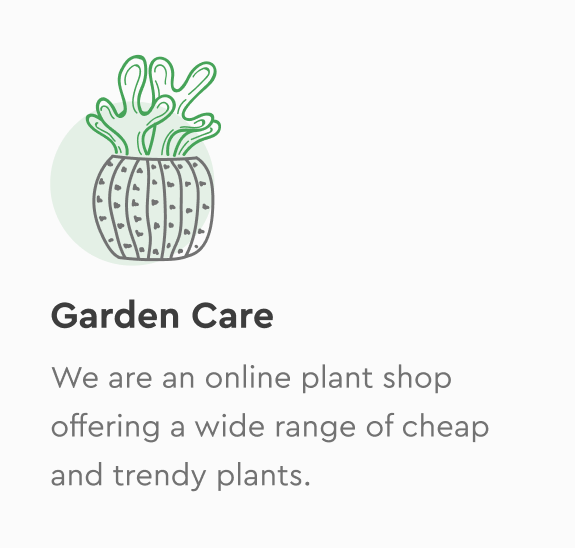 Garden Care
We are an online plant shop
offering a wide range of cheap
and trendy plants.